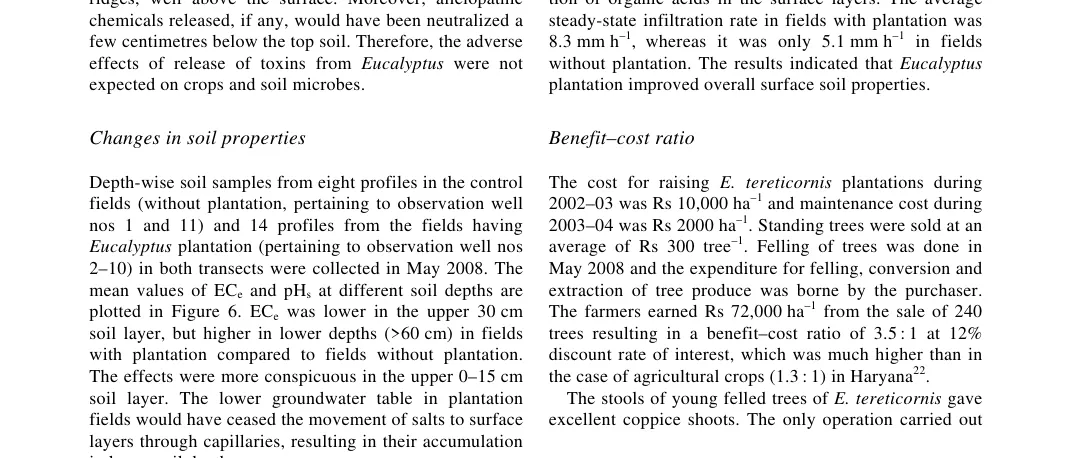 ridges, well above the surface. Moreover, allelopathic
chemicals released, if any, would have been neutralized a
few centimetres below the top soil. Therefore, the adverse
effects of release of toxins from Eucalyptus were not
expected on crops and soil microbes.
Changes in soil properties
Depth-wise soil samples from eight profiles in the control
fields (without plantation, pertaining to observation well
nos 1 and 11) and 14 profiles from the fields having
Eucalyptus plantation (pertaining to observation well nos
2–10) in both transects were collected in May 2008. The
mean values of ECe and pHs at different soil depths are
plotted in Figure 6. ECe was lower in the upper 30 cm
soil layer, but higher in lower depths (>60 cm) in fields
with plantation compared to fields without plantation.
The effects were more conspicuous in the upper 0–15 cm
soil layer. The lower groundwater table in plantation
fields would have ceased the movement of salts to surface
layers through capillaries, resulting in their accumulation
tion of organic acids in the surface layers. The average
steady-state infiltration rate in fields with plantation was
8.3 mm h⁻¹, whereas it was only 5.1 mm h⁻¹ in fields
without plantation. The results indicated that Eucalyptus
plantation improved overall surface soil properties.
Benefit–cost ratio
The cost for raising E. tereticornis plantations during
2002–03 was Rs 10,000 ha⁻¹ and maintenance cost during
2003–04 was Rs 2000 ha⁻¹. Standing trees were sold at an
average of Rs 300 tree⁻¹. Felling of trees was done in
May 2008 and the expenditure for felling, conversion and
extraction of tree produce was borne by the purchaser.
The farmers earned Rs 72,000 ha⁻¹ from the sale of 240
trees resulting in a benefit–cost ratio of 3.5 : 1 at 12%
discount rate of interest, which was much higher than in
the case of agricultural crops (1.3 : 1) in Haryana²².
The stools of young felled trees of E. tereticornis gave
excellent coppice shoots. The only operation carried out